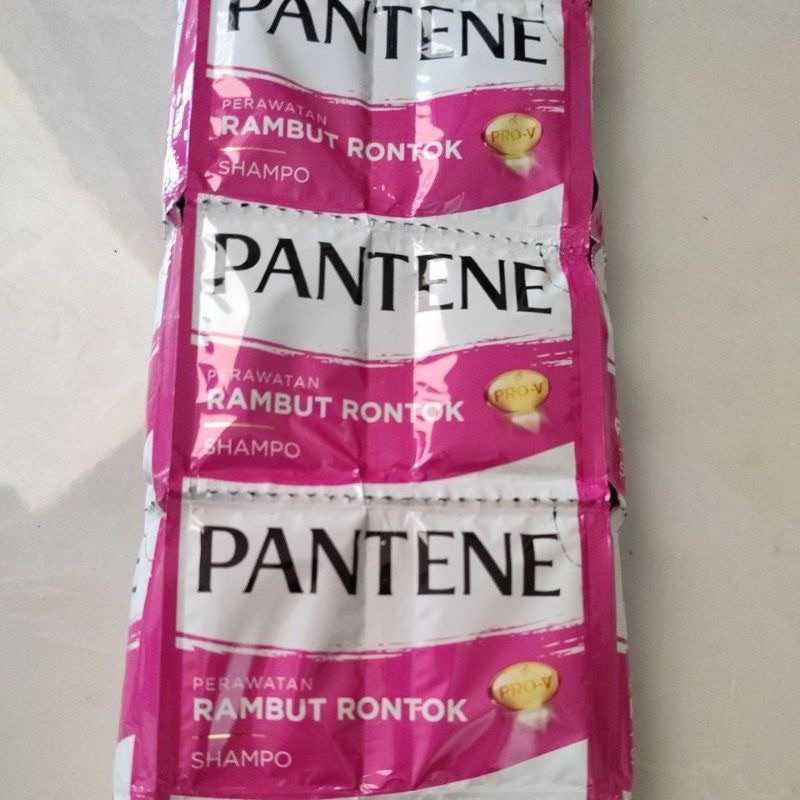 PANTENE
PERAWATAN
RAMBUT RONTOK
SHAMPO
PRO-V
PANTENE
PERAWATAN
RAMBUT RONTOK
SHAMPO
PRO-V
PANTENE
PERAWATAN
RAMBUT RONTOK
SHAMPO
PRO-V